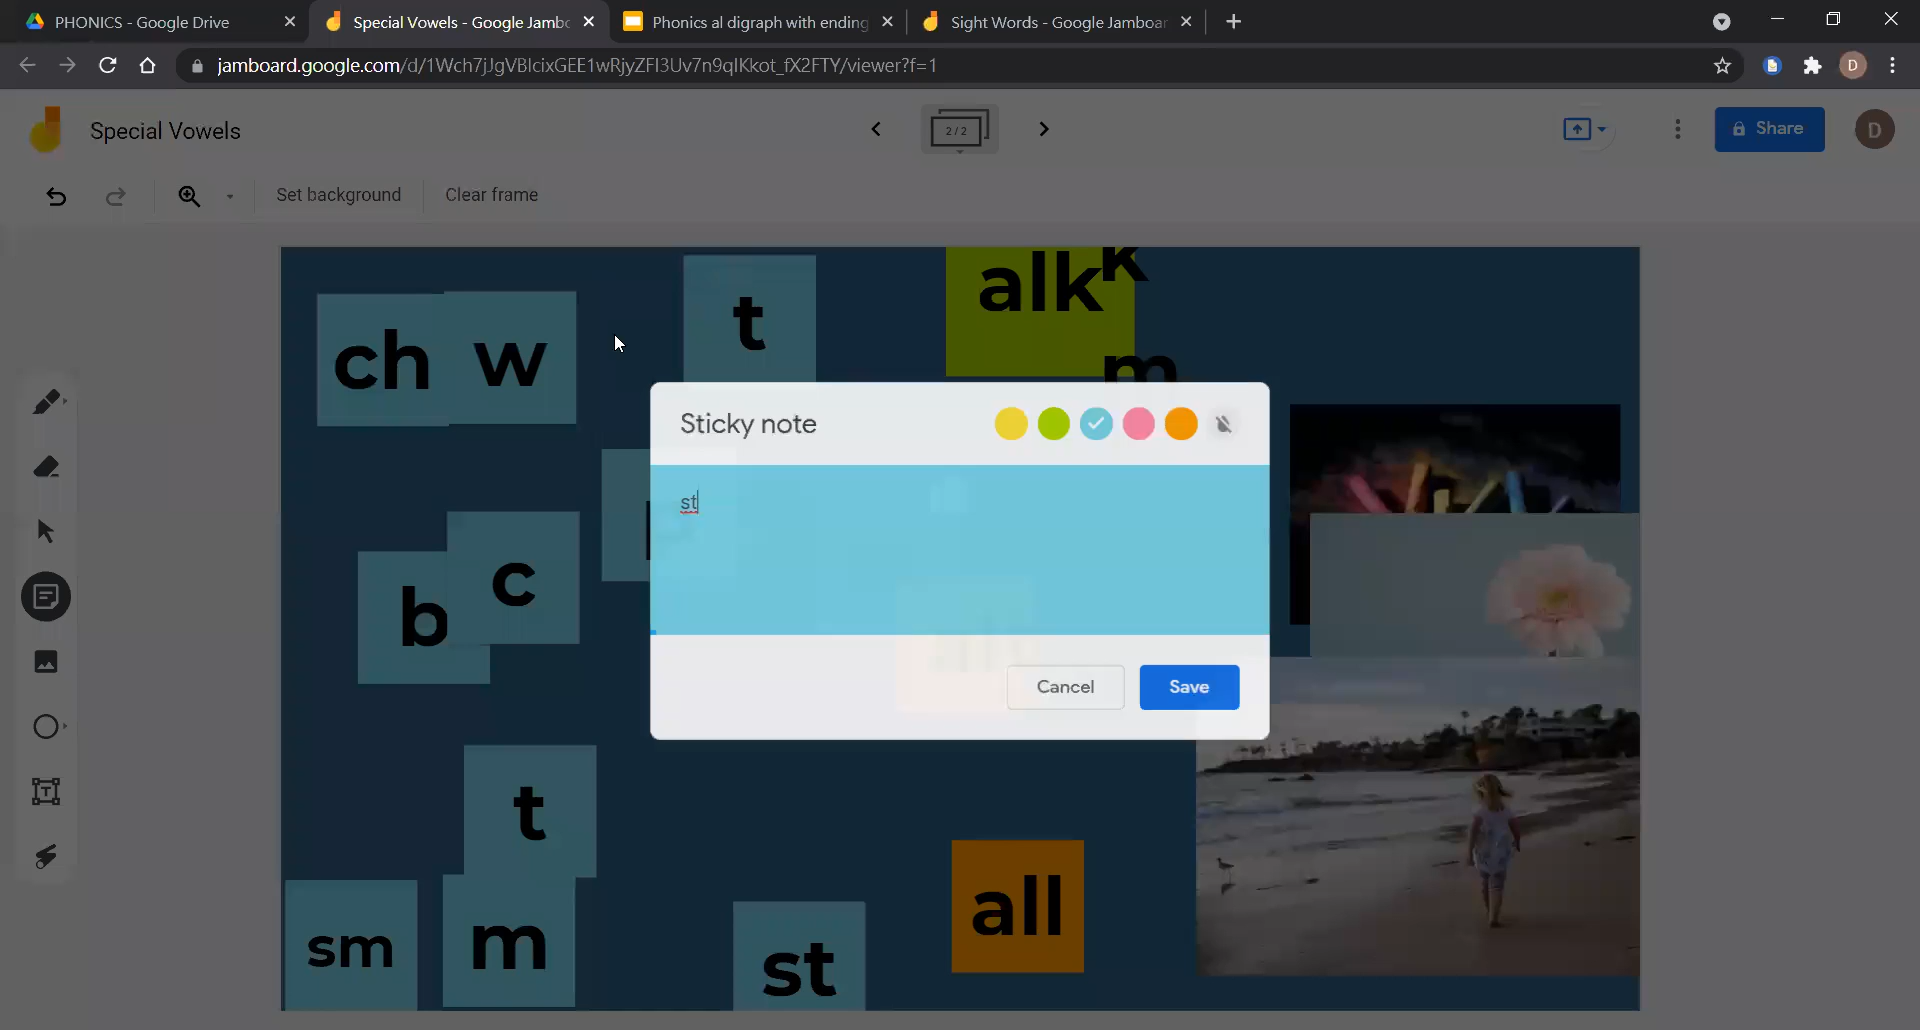 PHONICS - Google Drive
Special Vowels - Google Jambo
Phonics al digraph with ending
Sight Words - Google Jamboar
jamboard.google.com/d/1Wch7jJgVBIcixGEE1wRjyZFI3Uv7n9qlKkot_fX2FTY/viewer?f=1
D
Special Vowels
2 / 2
Share
D
Set background
Clear frame
ch
w
t
alk
k
m
Sticky note
st
b
c
Cancel
Save
t
all
sm
m
st